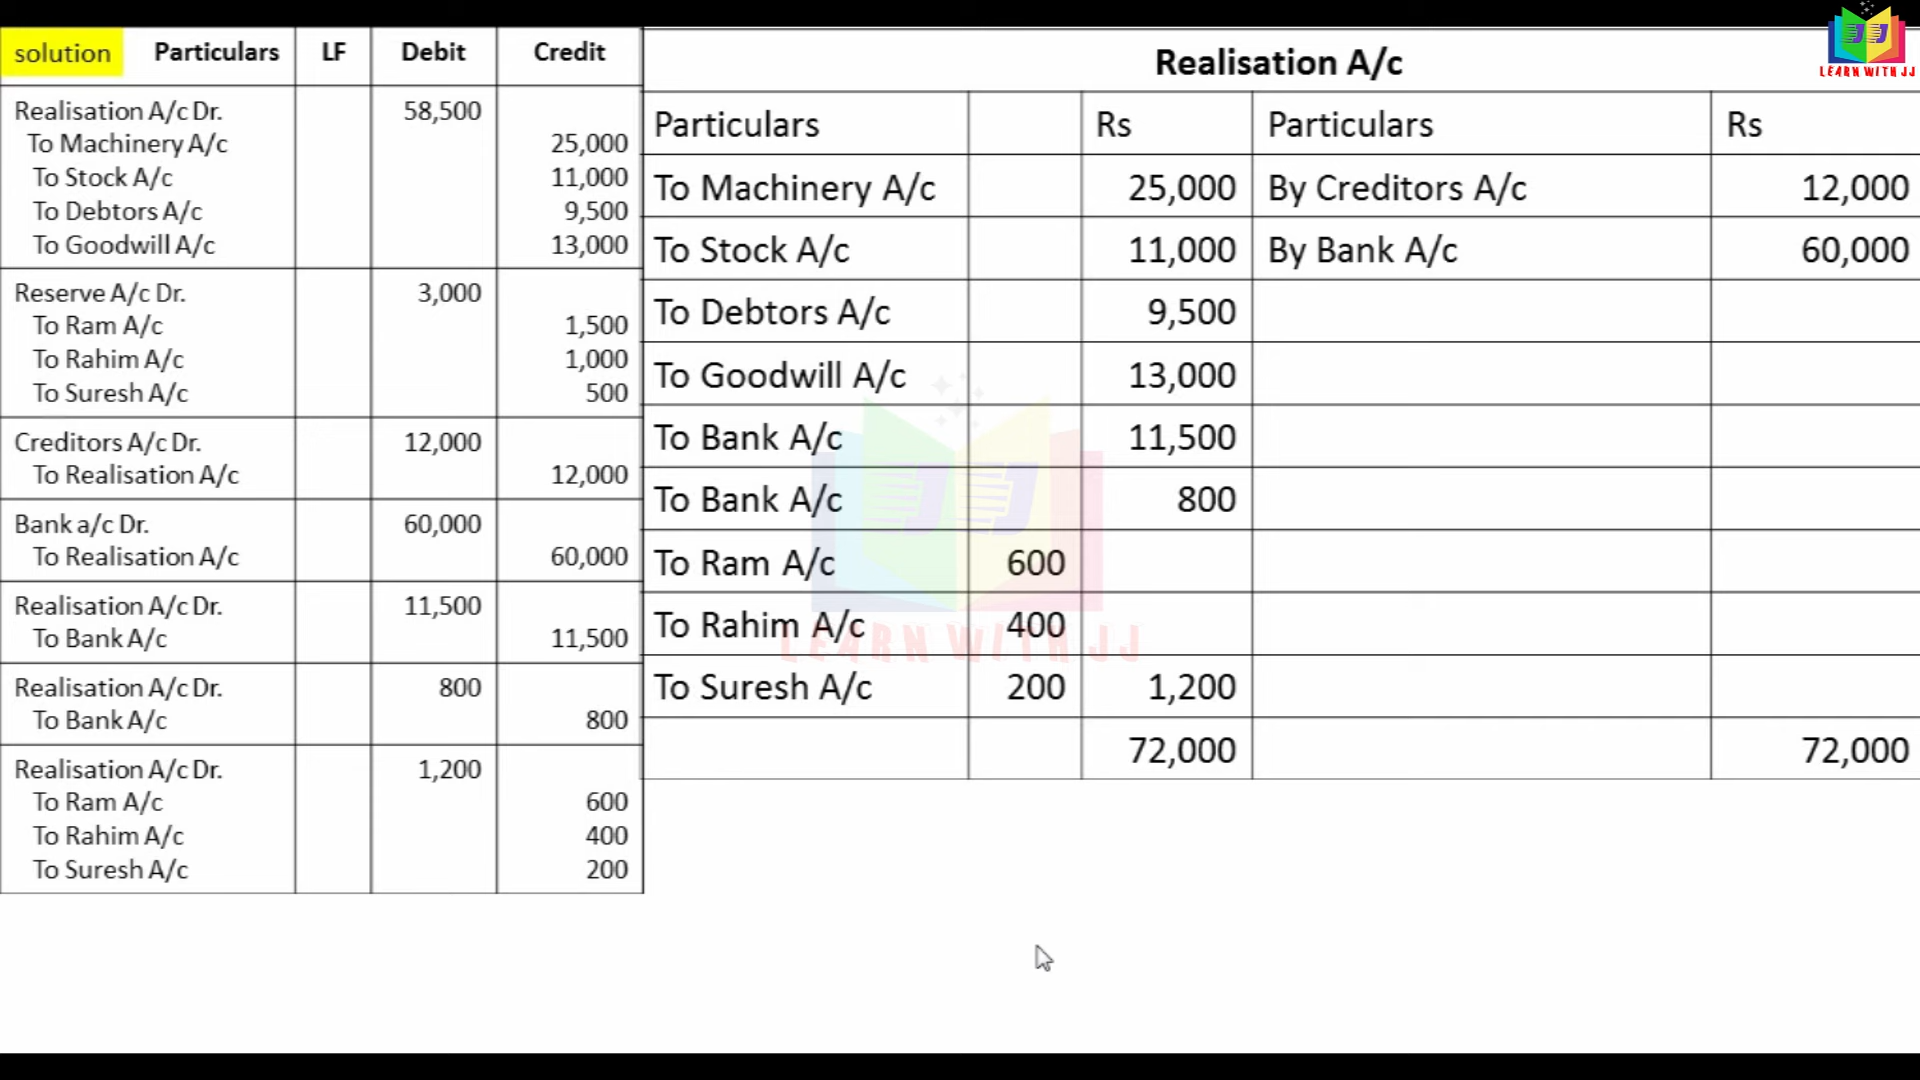 solution Particulars LF Debit Credit
Realisation A/c Dr. 58,500
To Machinery A/c 25,000
To Stock A/c 11,000
To Debtors A/c 9,500
To Goodwill A/c 13,000
Reserve A/c Dr. 3,000
To Ram A/c 1,500
To Rahim A/c 1,000
To Suresh A/c 500
Creditors A/c Dr. 12,000
To Realisation A/c 12,000
Bank a/c Dr. 60,000
To Realisation A/c 60,000
Realisation A/c Dr. 11,500
To Bank A/c 11,500
Realisation A/c Dr. 800
To Bank A/c 800
Realisation A/c Dr. 1,200
To Ram A/c 600
To Rahim A/c 400
To Suresh A/c 200
Realisation A/c
Particulars Rs Particulars Rs
To Machinery A/c 25,000 By Creditors A/c 12,000
To Stock A/c 11,000 By Bank A/c 60,000
To Debtors A/c 9,500
To Goodwill A/c 13,000
To Bank A/c 11,500
To Bank A/c 800
To Ram A/c 600
To Rahim A/c 400
To Suresh A/c 200 1,200
72,000 72,000
JJ
LEARN WITH JJ
JJ
LEARN WITH JJ